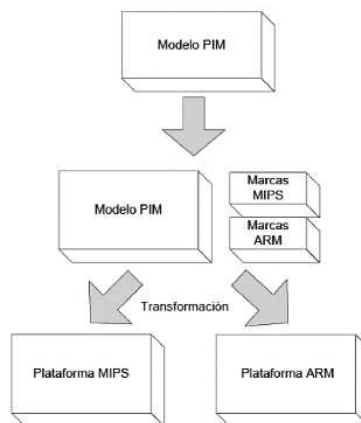 Modelo PIM
Modelo PIM
Marcas
MIPS
Marcas
ARM
Transformación
Plataforma MIPS
Plataforma ARM